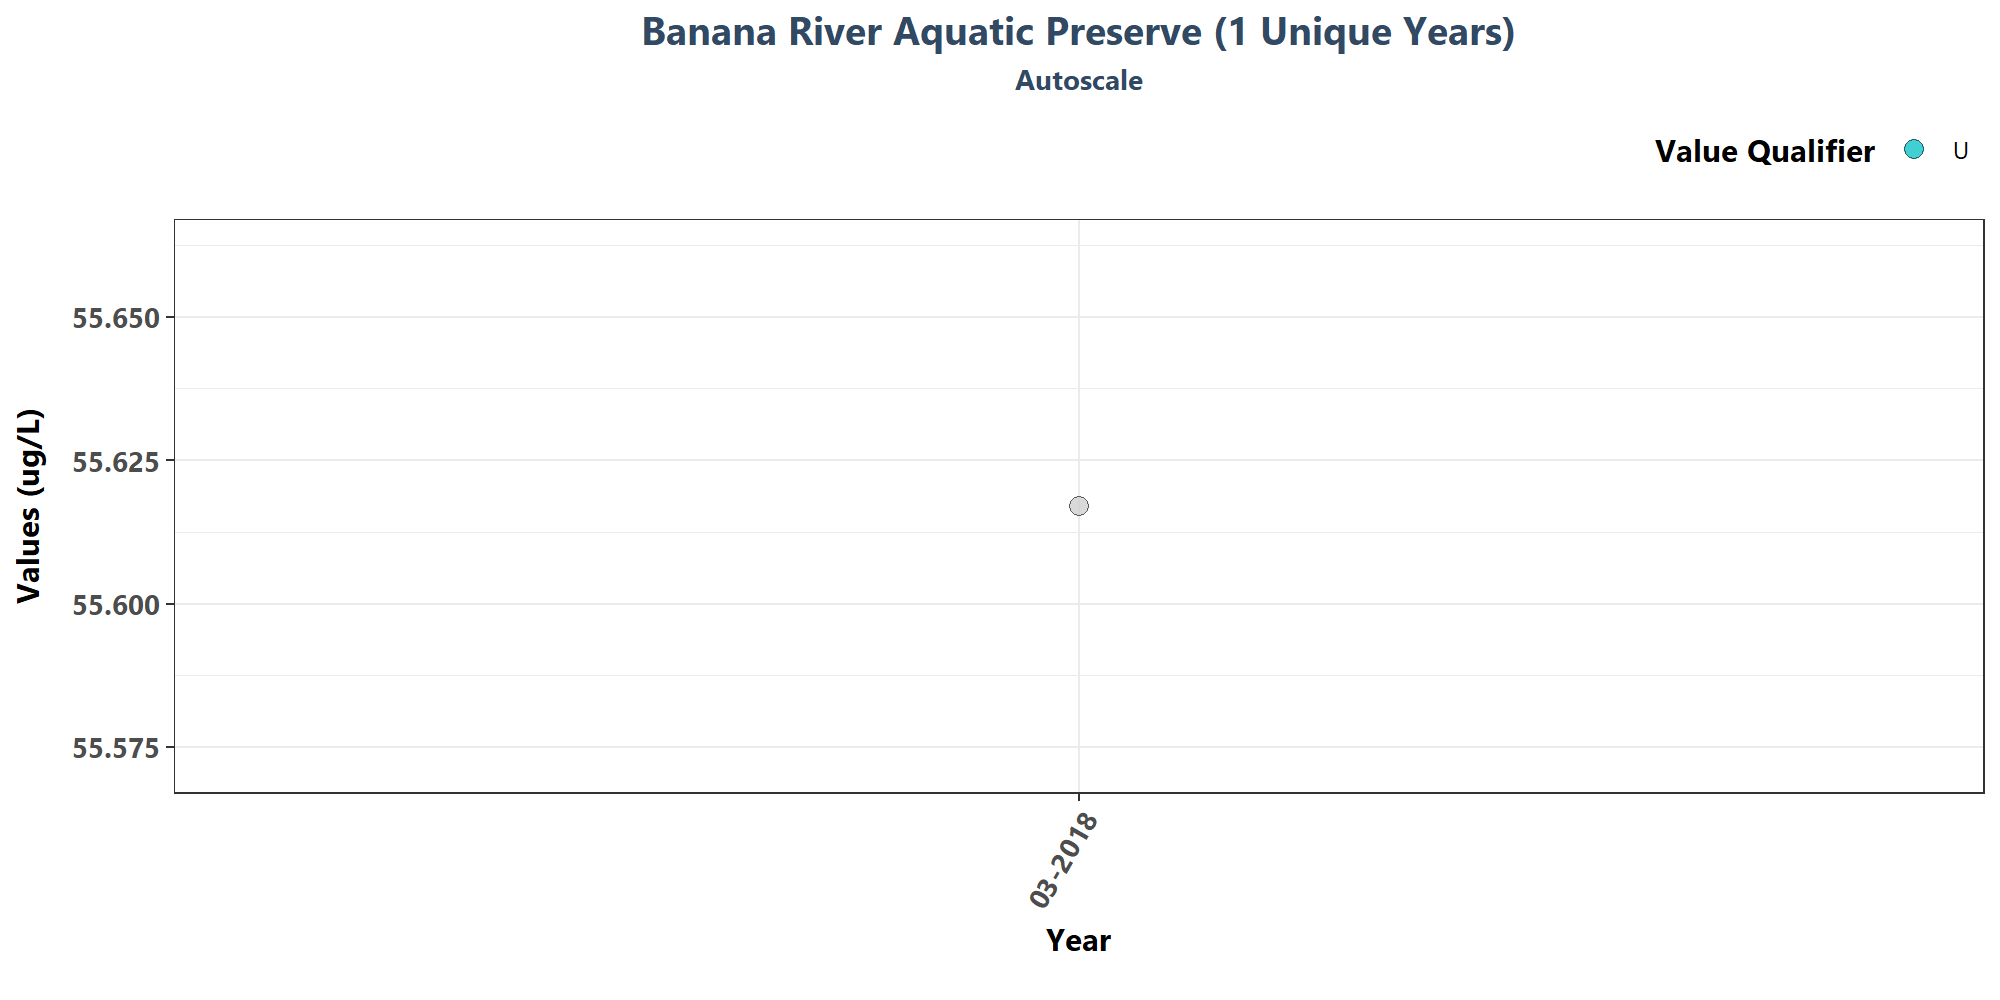 Banana River Aquatic Preserve (1 Unique Years)
Autoscale
Value Qualifier U
Values (ug/L)
55.650
55.625
55.600
55.575
03-2018
Year